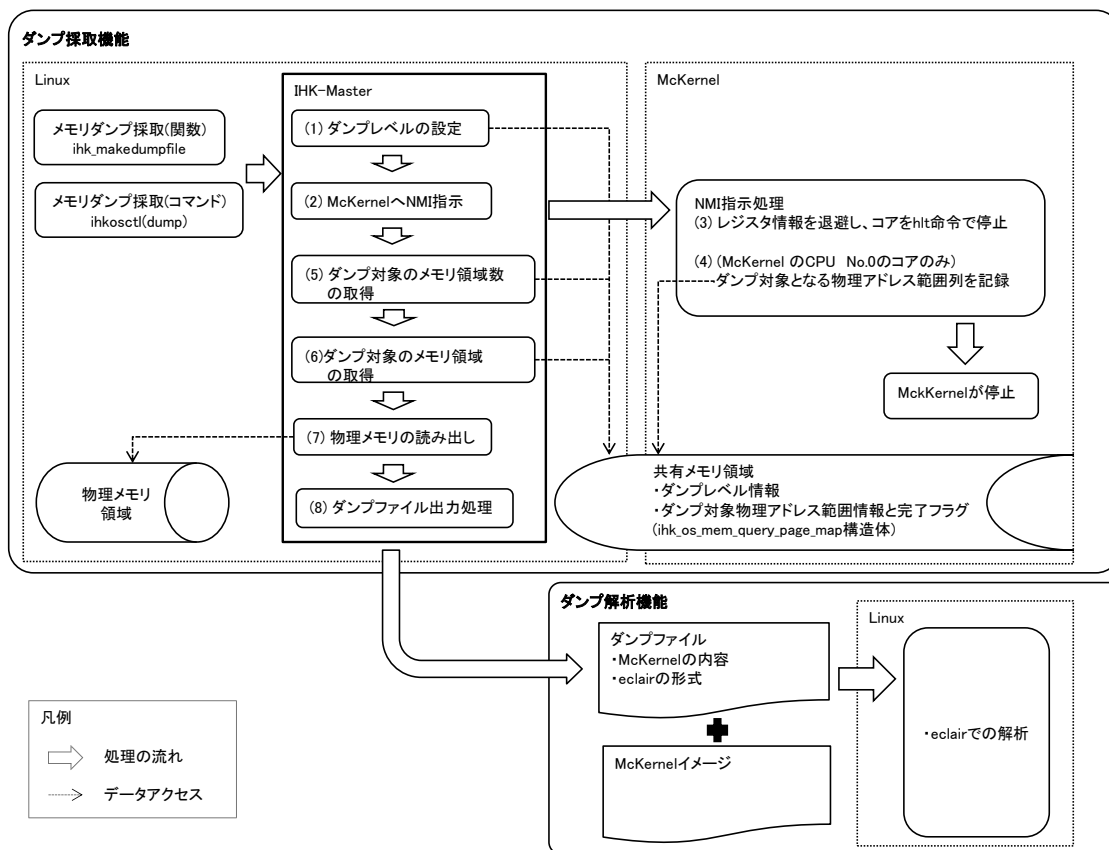 ダンプ採取機能
Linux
メモリダンプ採取(関数)
ihk_makedumpfile
メモリダンプ採取(コマンド)
ihkosctl(dump)
IHK-Master
(1) ダンプレベルの設定
(2) McKernelへNMI指示
(5) ダンプ対象のメモリ領域数
の取得
(6)ダンプ対象のメモリ領域
の取得
(7) 物理メモリの読み出し
(8) ダンプファイル出力処理
物理メモリ
領域
McKernel
NMI指示処理
(3) レジスタ情報を退避し、コアをhlt命令で停止
(4) (McKernel のCPU No.0のコアのみ)
ダンプ対象となる物理アドレス範囲列を記録
MckKernelが停止
共有メモリ領域
・ダンプレベル情報
・ダンプ対象物理アドレス範囲情報と完了フラグ
(ihk_os_mem_query_page_map構造体)
ダンプ解析機能
ダンプファイル
・McKernelの内容
・eclairの形式
McKernelイメージ
Linux
・eclairでの解析
凡例
処理の流れ
データアクセス